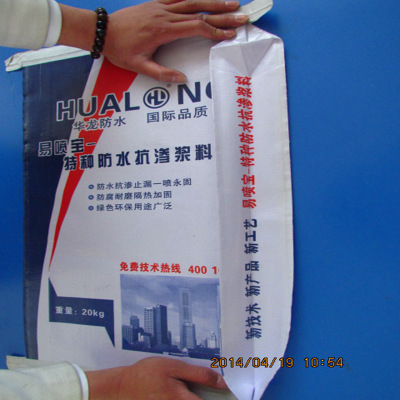 HUALONG
华龙防水 国际品质
易喷宝—
特种防水抗渗浆料
●防水抗渗止漏一喷永固
●防腐耐磨隔热加固
●绿色环保用途广泛
免费技术热线 400 1
重量：20kg
易喷宝—特种防水抗渗浆料
新技术 新产品 新工艺
2014/04/19 10:54